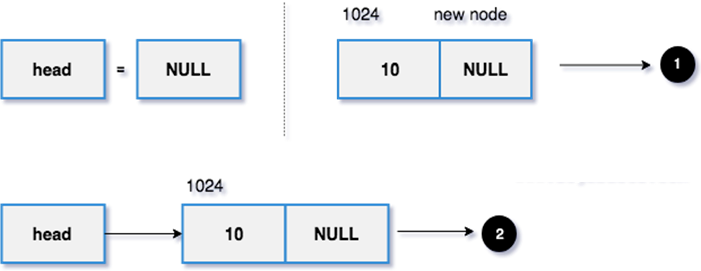 1024 new node
head = NULL 10 NULL 1
1024
head 10 NULL 2